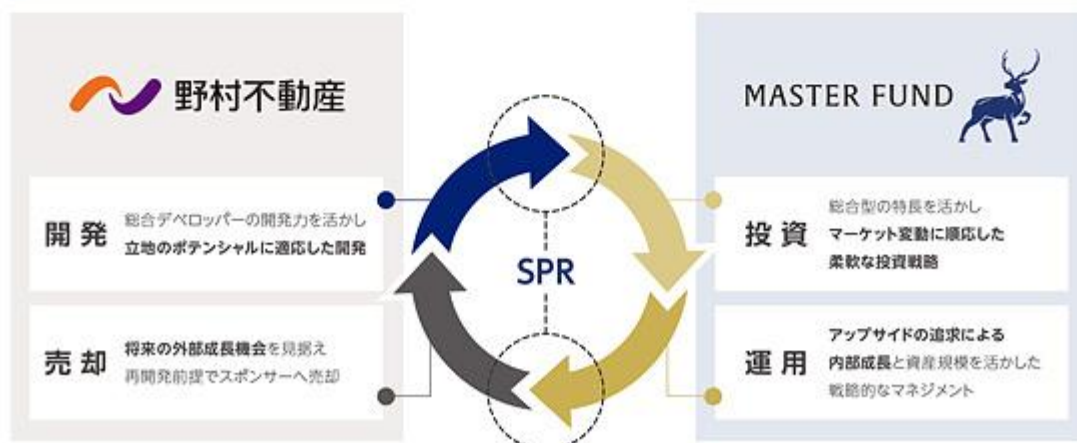 野村不動産
MASTER FUND
開発
総合デベロッパーの開発力を活かし
立地のポテンシャルに適応した開発
売却
将来の外部成長機会を見据え
再開発前提でスポンサーへ売却
SPR
投資
総合型の特長を活かし
マーケット変動に順応した
柔軟な投資戦略
運用
アップサイドの追求による
内部成長と資産規模を活かした
戦略的なマネジメント